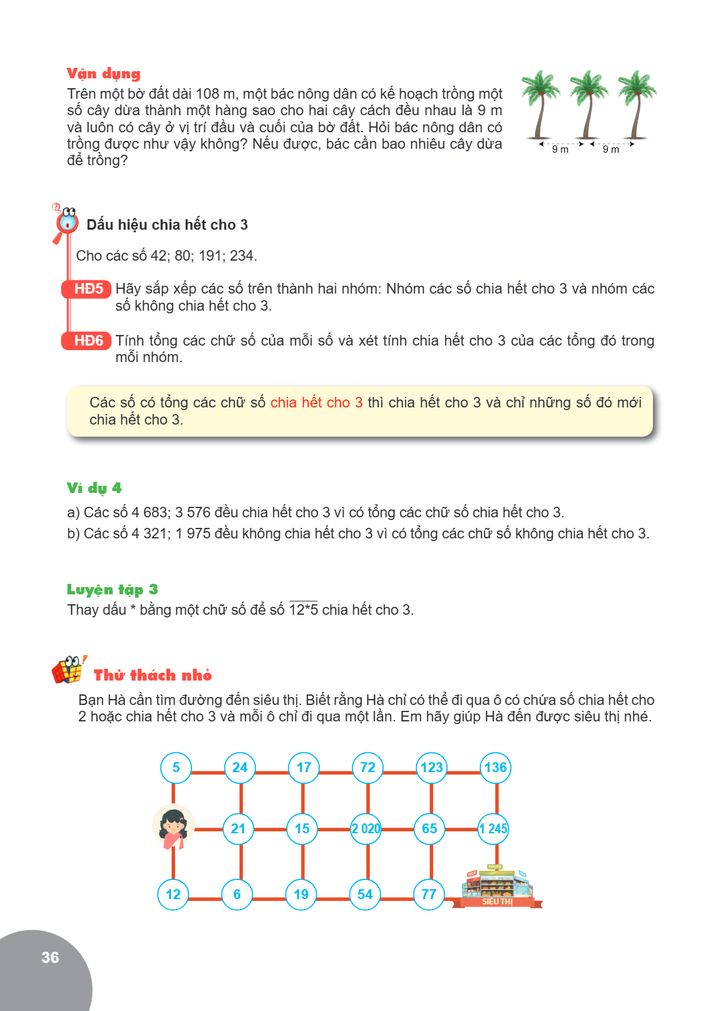 Vận dụng
Trên một bờ đất dài 108 m, một bác nông dân có kế hoạch trồng một
số cây dừa thành một hàng sao cho hai cây cách đều nhau là 9 m
và luôn có cây ở vị trí đầu và cuối của bờ đất. Hỏi bác nông dân có
trồng được như vậy không? Nếu được, bác cần bao nhiêu cây dừa
để trồng?
9 m 9 m
Dấu hiệu chia hết cho 3
Cho các số 42; 80; 191; 234.
HĐ5 Hãy sắp xếp các số trên thành hai nhóm: Nhóm các số chia hết cho 3 và nhóm các
số không chia hết cho 3.
HĐ6 Tính tổng các chữ số của mỗi số và xét tính chia hết cho 3 của các tổng đó trong
mỗi nhóm.
Các số có tổng các chữ số chia hết cho 3 thì chia hết cho 3 và chỉ những số đó mới
chia hết cho 3.
Ví dụ 4
a) Các số 4 683; 3 576 đều chia hết cho 3 vì có tổng các chữ số chia hết cho 3.
b) Các số 4 321; 1 975 đều không chia hết cho 3 vì có tổng các chữ số không chia hết cho 3.
Luyện tập 3
Thay dấu * bằng một chữ số để số 12*5 chia hết cho 3.
Thử thách nhỏ
Bạn Hà cần tìm đường đến siêu thị. Biết rằng Hà chỉ có thể đi qua ô có chứa số chia hết cho
2 hoặc chia hết cho 3 và mỗi ô chỉ đi qua một lần. Em hãy giúp Hà đến được siêu thị nhé.
5 24 17 72 123 136
21 15 2 020 65 1 245
12 6 19 54 77 SIÊU THỊ
36